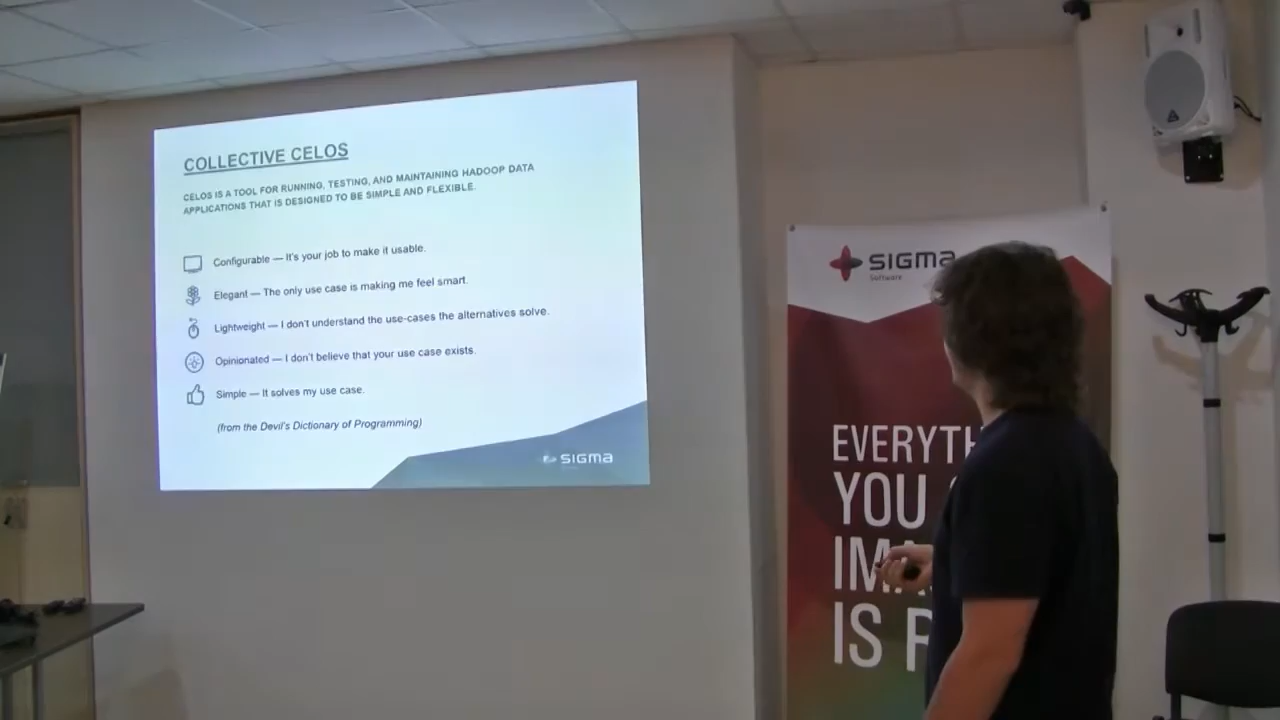 COLLECTIVE CELOS
CELOS IS A TOOL FOR RUNNING, TESTING, AND MAINTAINING HADOOP DATA
APPLICATIONS THAT IS DESIGNED TO BE SIMPLE AND FLEXIBLE.
Configurable — It's your job to make it usable.
Elegant — The only use case is making me feel smart.
Lightweight — I don't understand the use-cases the alternatives solve.
Opinionated — I don't believe that your use case exists.
Simple — It solves my use case.
(from the Devil's Dictionary of Programming)
SIGMA
SIGMA
Software
EVERYTH
YOU
IMA
IS R